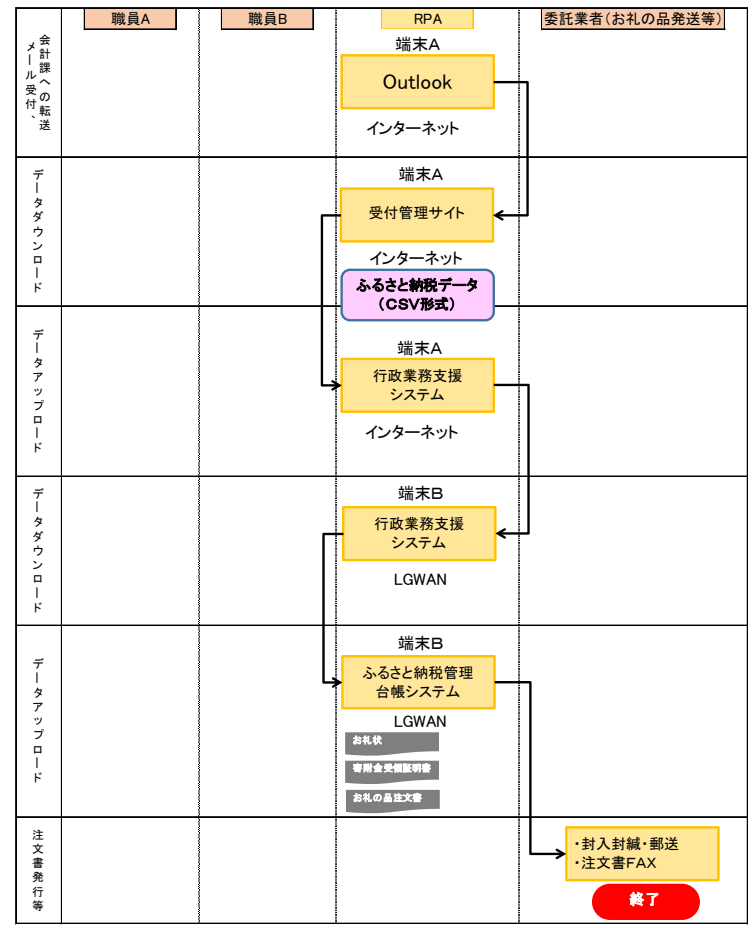 職員A
職員B
RPA
委託業者(お礼の品発送等)
メール受付、
会計課への転送
端末A
Outlook
インターネット
データダウンロード
端末A
受付管理サイト
インターネット
ふるさと納税データ
(CSV形式)
データアップロード
端末A
行政業務支援
システム
インターネット
データダウンロード
端末B
行政業務支援
システム
LGWAN
データアップロード
端末B
ふるさと納税管理
台帳システム
LGWAN
お礼状
寄附金受領証明書
お礼の品注文書
注文書発行等
・封入封緘・郵送
・注文書FAX
終了